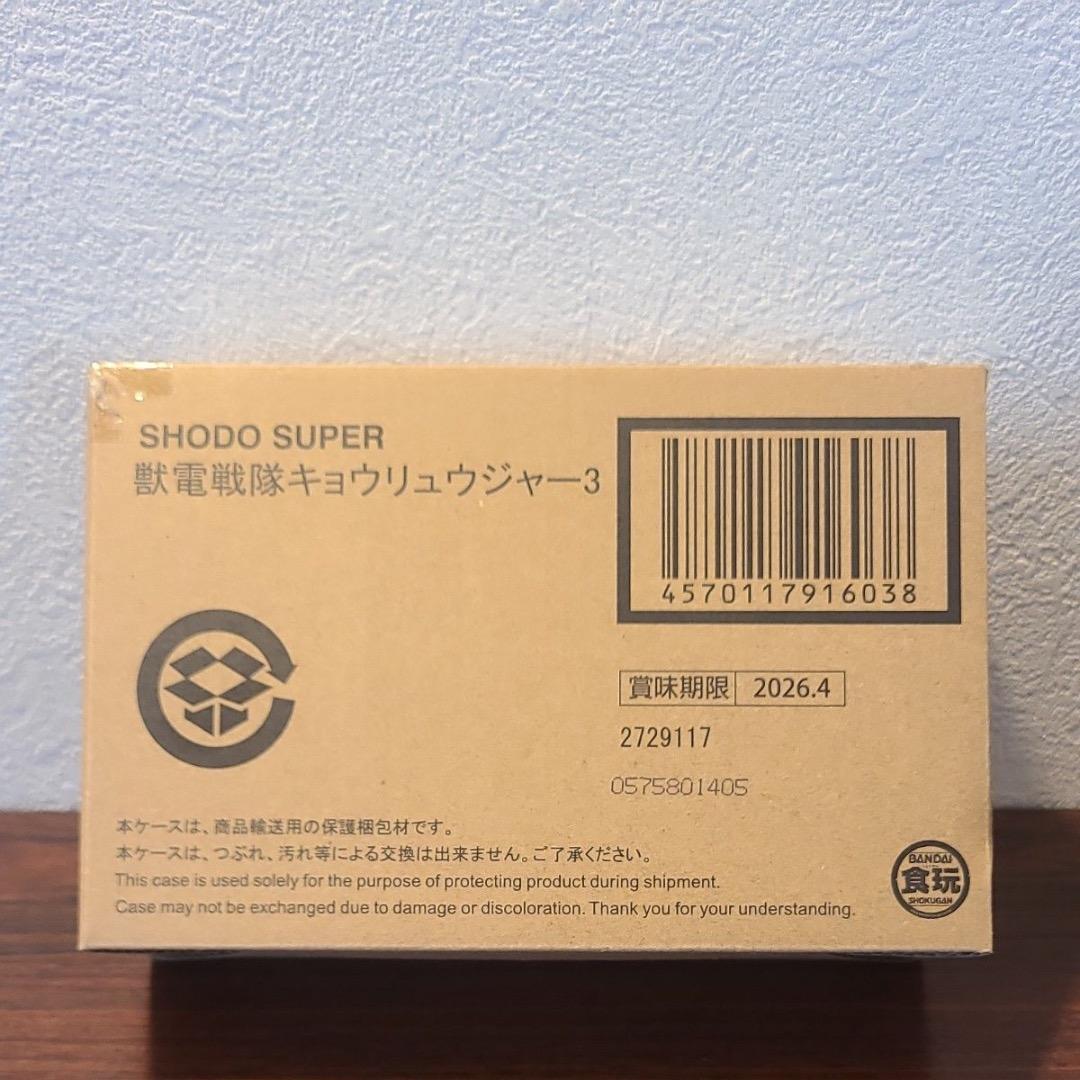 SHODO SUPER
獣電戦隊キョウリュウジャー3
4570117916038
賞味期限 2026.4
2729117
0575801405
本ケースは、商品輸送用の保護梱包材です。
本ケースは、つぶれ、汚れ等による交換は出来ません。ご了承ください。
This case is used solely for the purpose of protecting product during shipment.
Case may not be exchanged due to damage or discoloration. Thank you for your understanding.
BANDAI
食玩
SHOKUGAN